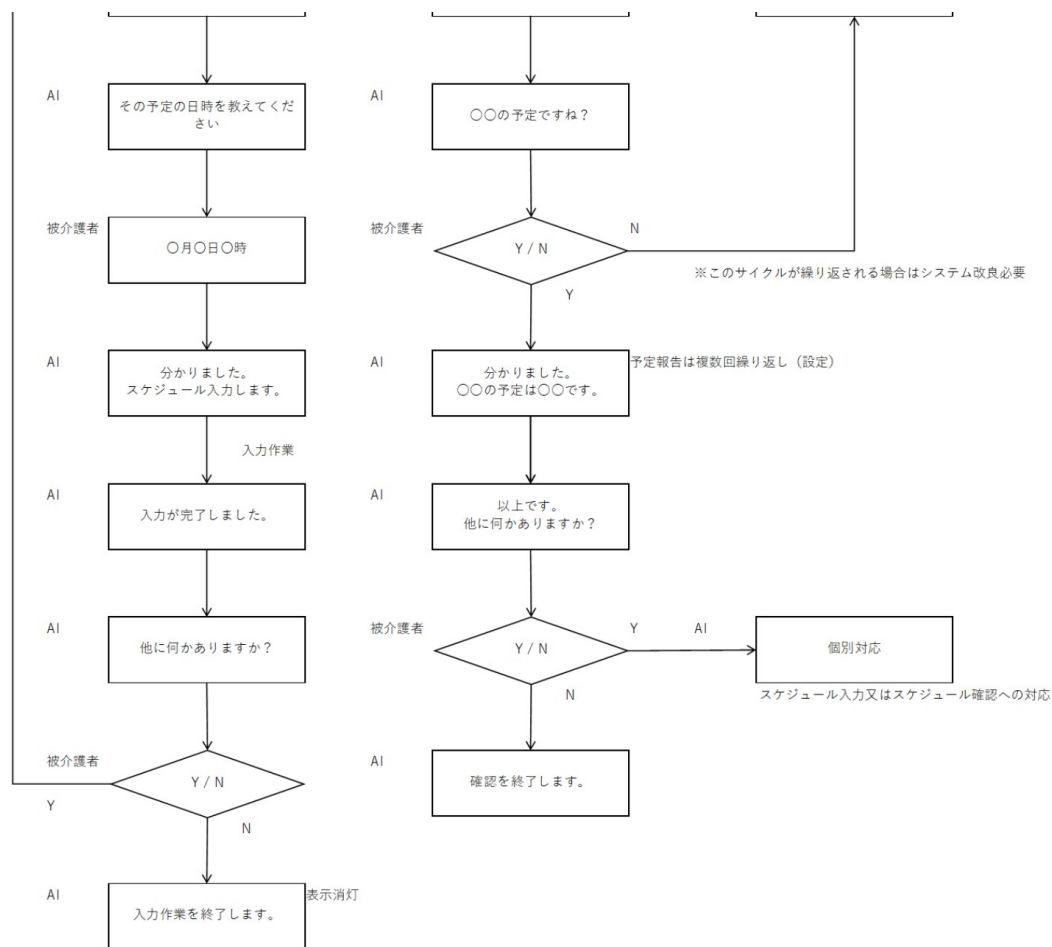 AI
その予定の日時を教えてくだ
さい
AI
〇〇の予定ですね？
被介護者
〇月〇日〇時
被介護者
Y / N
N
※このサイクルが繰り返される場合はシステム改良必要
Y
AI
分かりました。
スケジュール入力します。
AI
分かりました。
〇〇の予定は〇〇です。
予定報告は複数回繰り返し（設定）
入力作業
AI
入力が完了しました。
AI
以上です。
他に何かありますか？
AI
他に何かありますか？
被介護者
Y / N
Y
AI
個別対応
スケジュール入力又はスケジュール確認への対応
N
被介護者
Y / N
Y
N
AI
確認を終了します。
AI
入力作業を終了します。
表示消灯